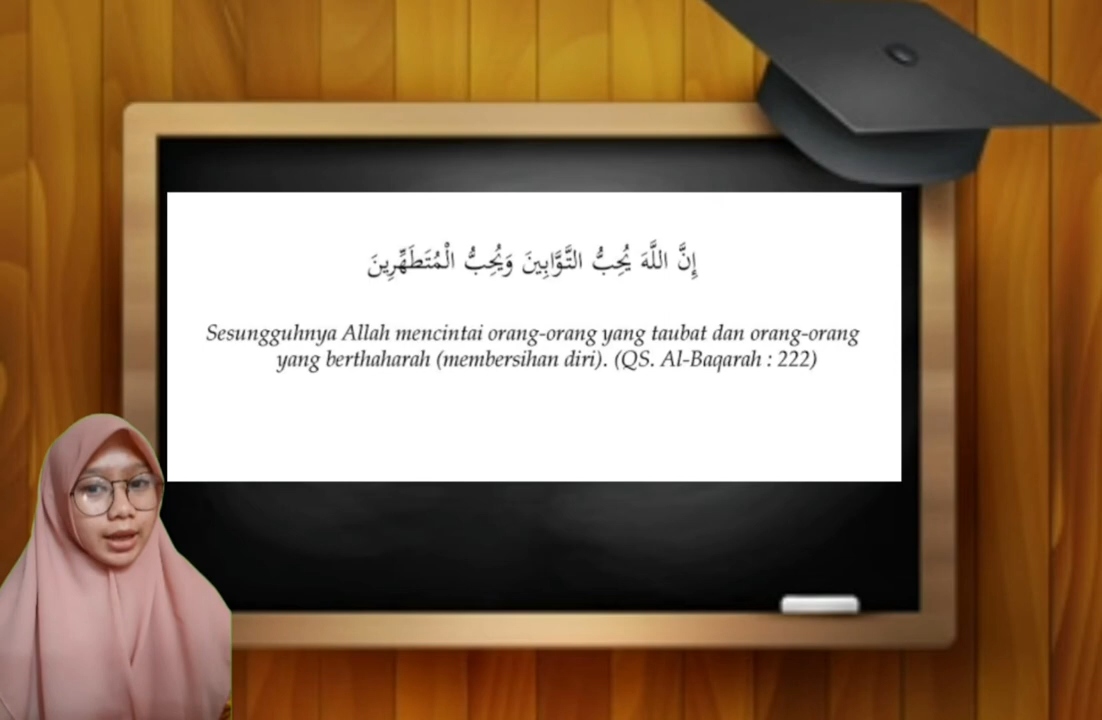 إِنَّ اللَّهَ يُحِبُّ التَّوَّابِينَ وَيُحِبُّ الْمُتَطَهِّرِينَ
Sesungguhnya Allah mencintai orang-orang yang taubat dan orang-orang
yang berthaharah (membersihan diri). (QS. Al-Baqarah : 222)